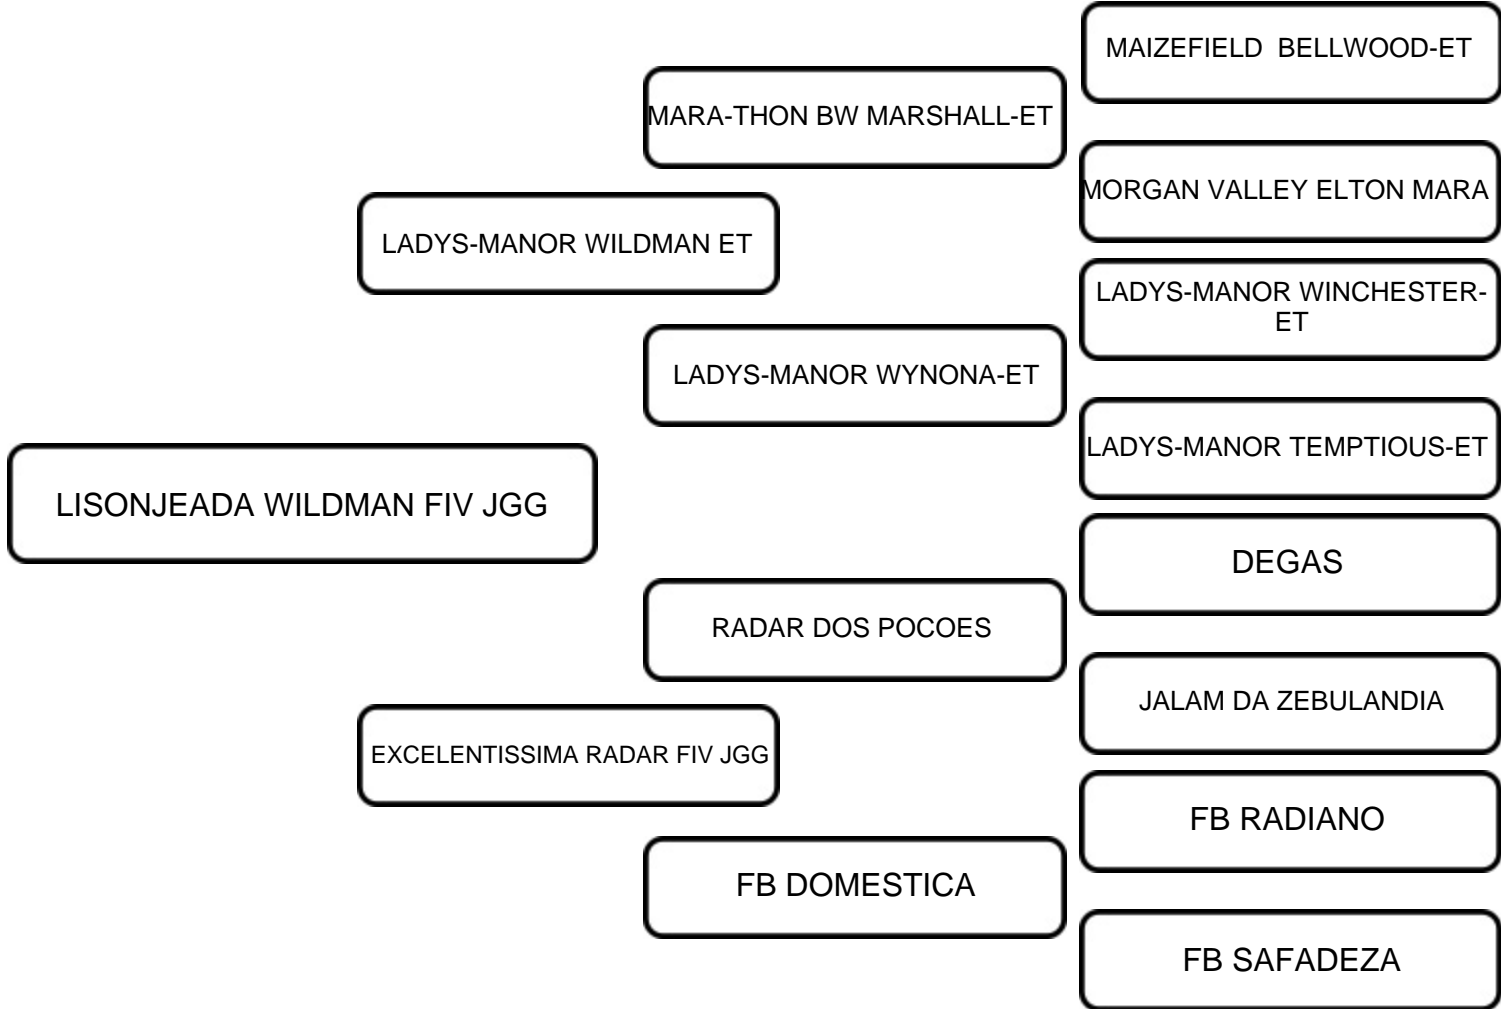 MAIZEFIELD  BELLWOOD-ET
MARA-THON BW MARSHALL-ET
MORGAN VALLEY ELTON MARA
LADYS-MANOR WILDMAN ET
LADYS-MANOR WINCHESTER-
ET
LADYS-MANOR WYNONA-ET
LADYS-MANOR TEMPTIOUS-ET
LISONJEADA WILDMAN FIV JGG
DEGAS
RADAR DOS POCOES
JALAM DA ZEBULANDIA
EXCELENTISSIMA RADAR FIV JGG
FB RADIANO
FB DOMESTICA
FB SAFADEZA